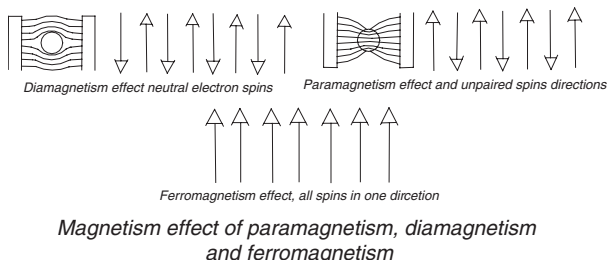 Diamagnetism effect neutral electron spins
Paramagnetism effect and unpaired spins directions
Ferromagnetism effect, all spins in one dircetion
Magnetism effect of paramagnetism, diamagnetism
and ferromagnetism